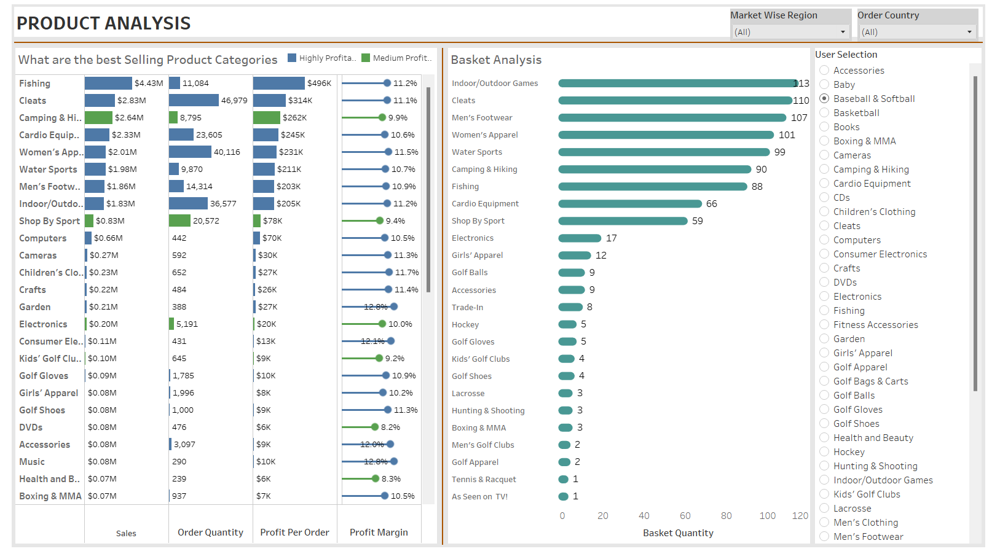 PRODUCT ANALYSIS
Market Wise Region
Order Country
(All)
(All)
What are the best Selling Product Categories
Highly Profita..
Medium Profit..
Fishing $4.43M 11,084 $496K 11.2%
Cleats $2.83M 46,979 $314K 11.1%
Camping & Hi.. $2.64M 8,795 $262K 9.9%
Cardio Equip.. $2.33M 23,605 $245K 10.6%
Women's App.. $2.01M 40,116 $231K 11.5%
Water Sports $1.98M 9,870 $211K 10.7%
Men's Footw.. $1.86M 14,314 $203K 10.9%
Indoor/Outdo.. $1.83M 36,577 $205K 11.2%
Shop By Sport $0.83M 20,572 $78K 9.4%
Computers $0.66M 442 $70K 10.5%
Cameras $0.27M 592 $30K 11.3%
Children's Clo.. $0.23M 652 $27K 11.7%
Crafts $0.22M 484 $26K 11.4%
Garden $0.21M 388 $27K 12.8%
Electronics $0.20M 5,191 $20K 10.0%
Consumer Ele.. $0.11M 431 $13K 12.1%
Kids' Golf Clu.. $0.10M 645 $9K 9.2%
Golf Gloves $0.09M 1,785 $10K 10.9%
Girls' Apparel $0.08M 1,996 $8K 10.2%
Golf Shoes $0.08M 1,000 $9K 11.3%
DVDs $0.08M 476 $6K 8.2%
Accessories $0.08M 3,097 $9K 12.0%
Music $0.08M 290 $10K 12.8%
Health and B.. $0.07M 239 $6K 8.3%
Boxing & MMA $0.07M 937 $7K 10.5%
Sales Order Quantity Profit Per Order Profit Margin
Basket Analysis
Indoor/Outdoor Games 113
Cleats 110
Men's Footwear 107
Women's Apparel 101
Water Sports 99
Camping & Hiking 90
Fishing 88
Cardio Equipment 66
Shop By Sport 59
Electronics 17
Girls' Apparel 12
Golf Balls 9
Accessories 9
Trade-In 8
Hockey 5
Golf Gloves 5
Kids' Golf Clubs 4
Golf Shoes 4
Lacrosse 3
Hunting & Shooting 3
Boxing & MMA 3
Men's Golf Clubs 2
Golf Apparel 2
Tennis & Racquet 1
As Seen on  TV! 1
0 20 40 60 80 100 120
Basket Quantity
User Selection
Accessories
Baby
Baseball & Softball
Basketball
Books
Boxing & MMA
Cameras
Camping & Hiking
Cardio Equipment
CDs
Children's Clothing
Cleats
Computers
Consumer Electronics
Crafts
DVDs
Electronics
Fishing
Fitness Accessories
Garden
Girls' Apparel
Golf Apparel
Golf Bags & Carts
Golf Balls
Golf Gloves
Golf Shoes
Health and Beauty
Hockey
Hunting & Shooting
Indoor/Outdoor Games
Kids' Golf Clubs
Lacrosse
Men's Clothing
Men's Footwear